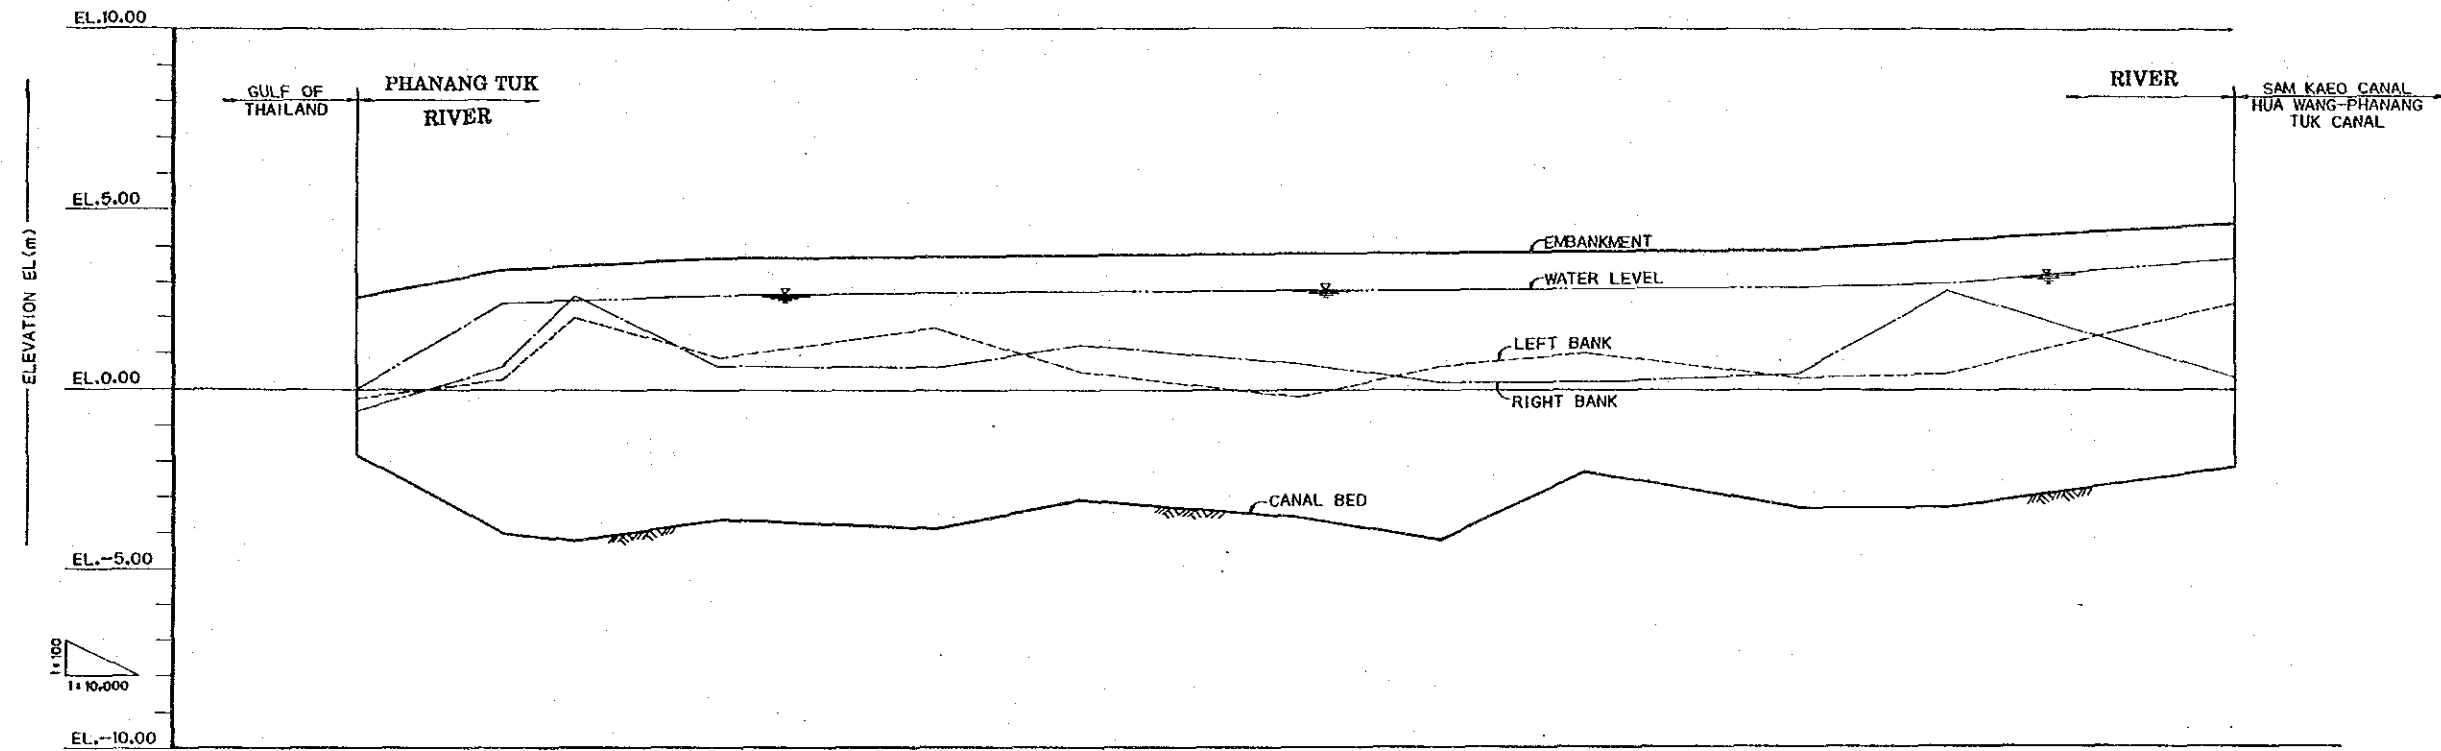 EL.10.00
GULF OF
THAILAND
PHANANG TUK
RIVER
RIVER
SAM KAEO CANAL
HUA WANG-PHANANG
TUK CANAL
EL.5.00
ELEVATION EL(m)
EMBANKMENT
WATER LEVEL
LEFT BANK
EL.0.00
RIGHT BANK
CANAL BED
EL.-5.00
1:100
1:10,000
EL.-10.00